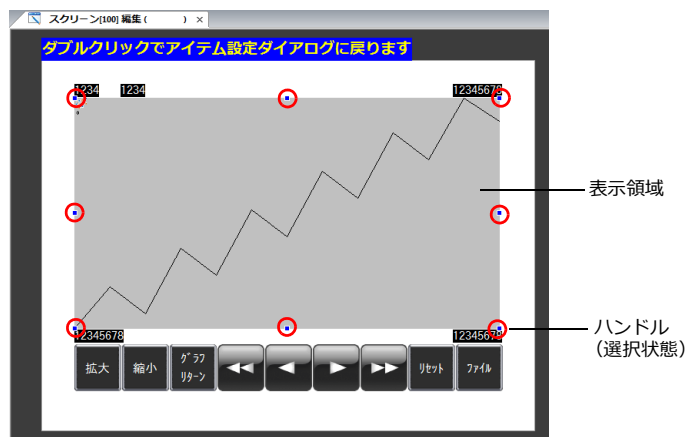 スクリーン[100] 編集 ( ) ×
ダブルクリックでアイテム設定ダイアログに戻ります
1234 1234 12345678
表示領域
ハンドル
（選択状態）
12345678 12345678
拡大 縮小 グラフ リターン リセット ファイル